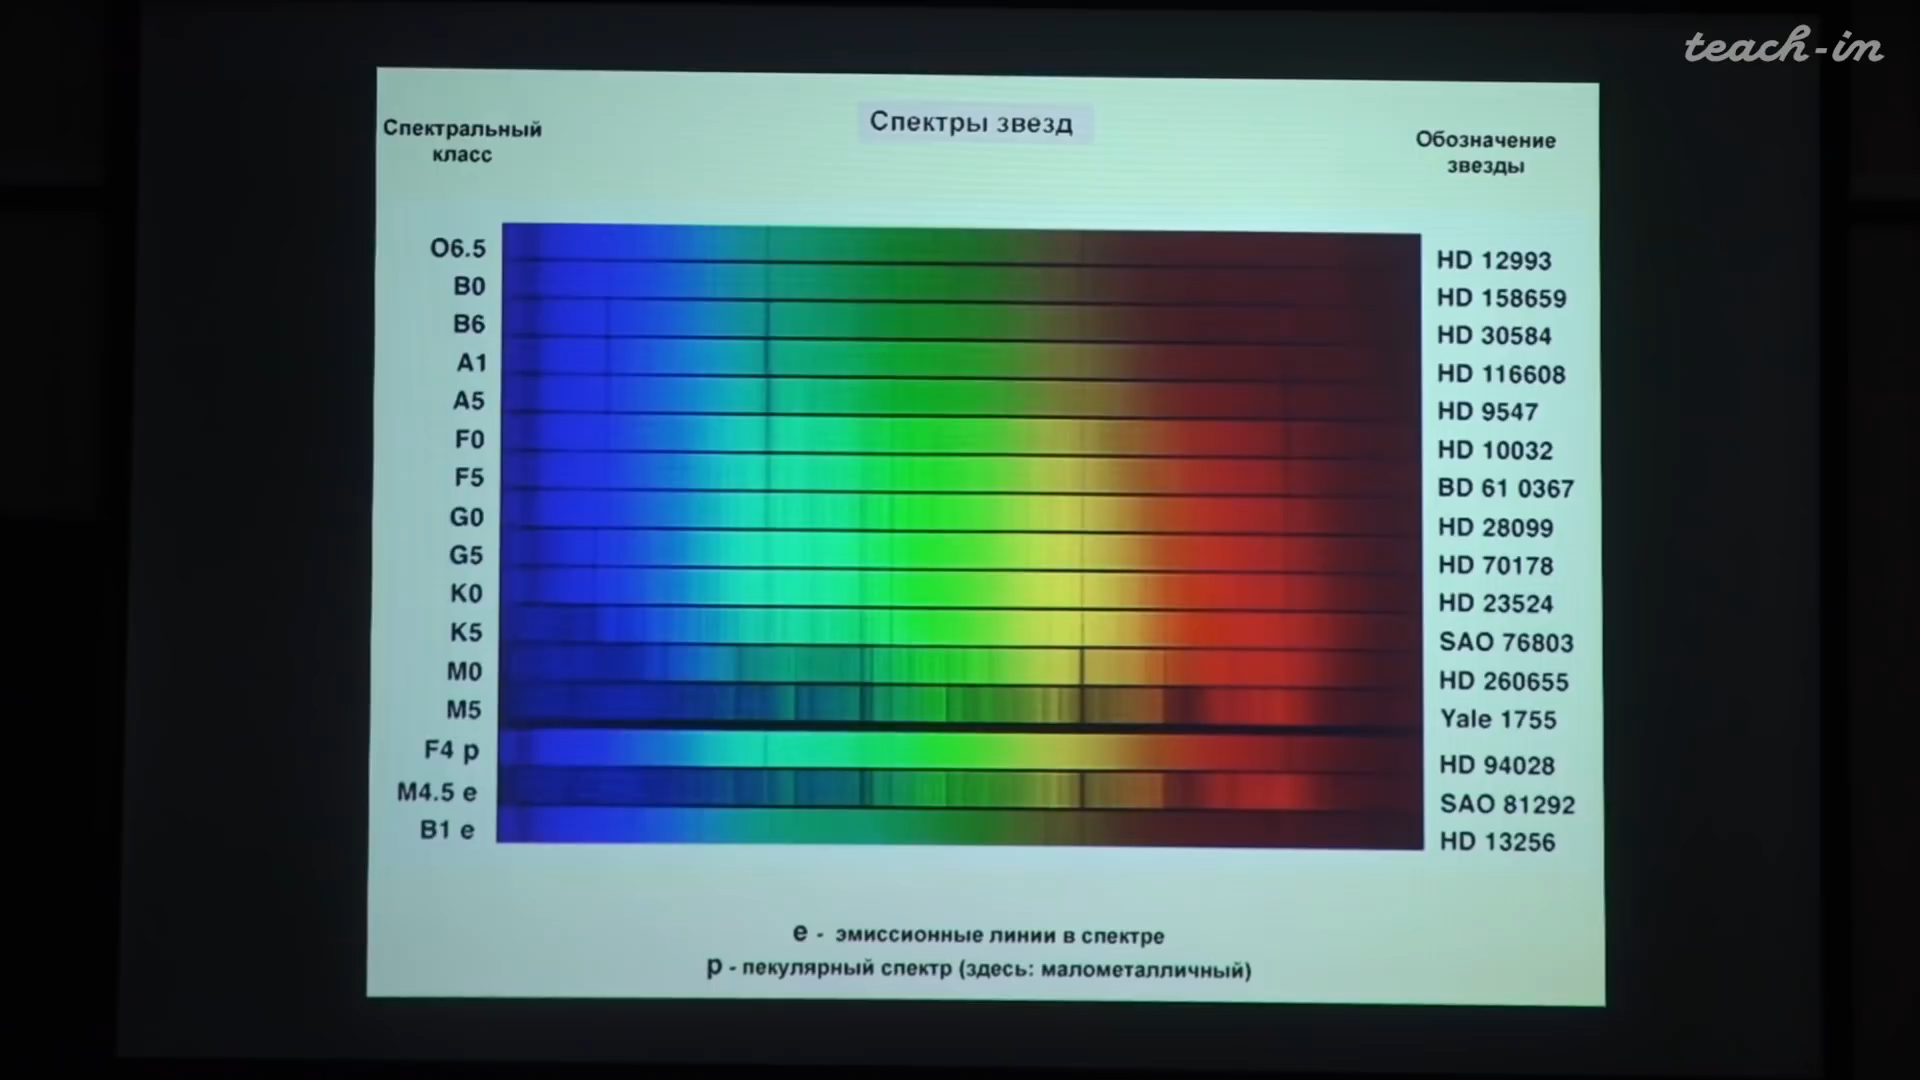 teach-in
Спектры звезд
Спектральный
класс
Обозначение
звезды
O6.5
HD 12993
B0
HD 158659
B6
HD 30584
A1
HD 116608
A5
HD 9547
F0
HD 10032
F5
BD 61 0367
G0
HD 28099
G5
HD 70178
K0
HD 23524
K5
SAO 76803
M0
HD 260655
M5
Yale 1755
F4 p
HD 94028
M4.5 e
SAO 81292
B1 e
HD 13256
e - эмиссионные линии в спектре
p - пекулярный спектр (здесь: малометалличный)